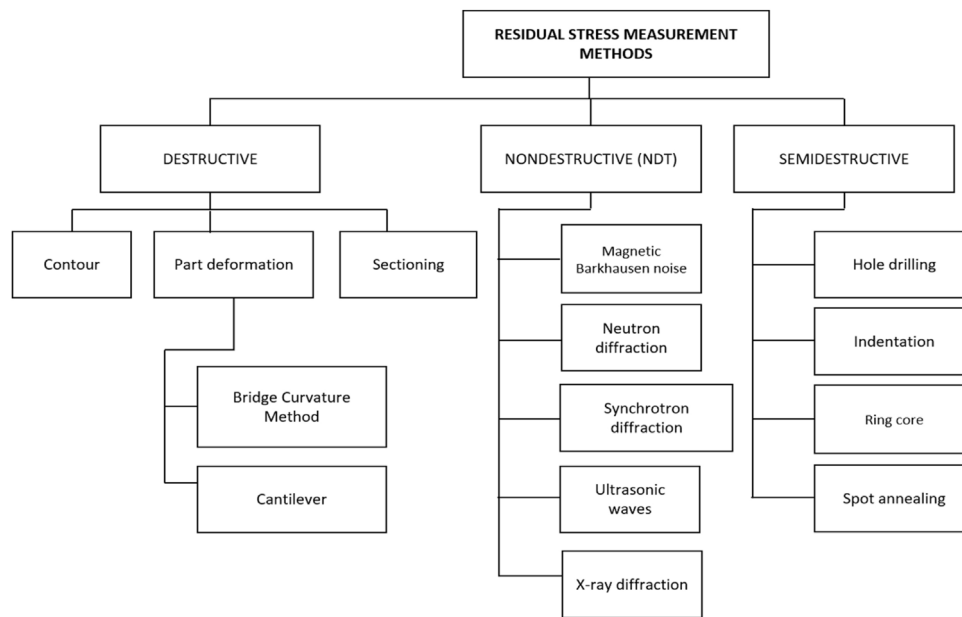 RESIDUAL STRESS MEASUREMENT
METHODS
DESTRUCTIVE
NONDESTRUCTIVE (NDT)
SEMIDESTRUCTIVE
Contour
Part deformation
Sectioning
Bridge Curvature
Method
Cantilever
Magnetic
Barkhausen noise
Neutron
diffraction
Synchrotron
diffraction
Ultrasonic
waves
X-ray diffraction
Hole drilling
Indentation
Ring core
Spot annealing